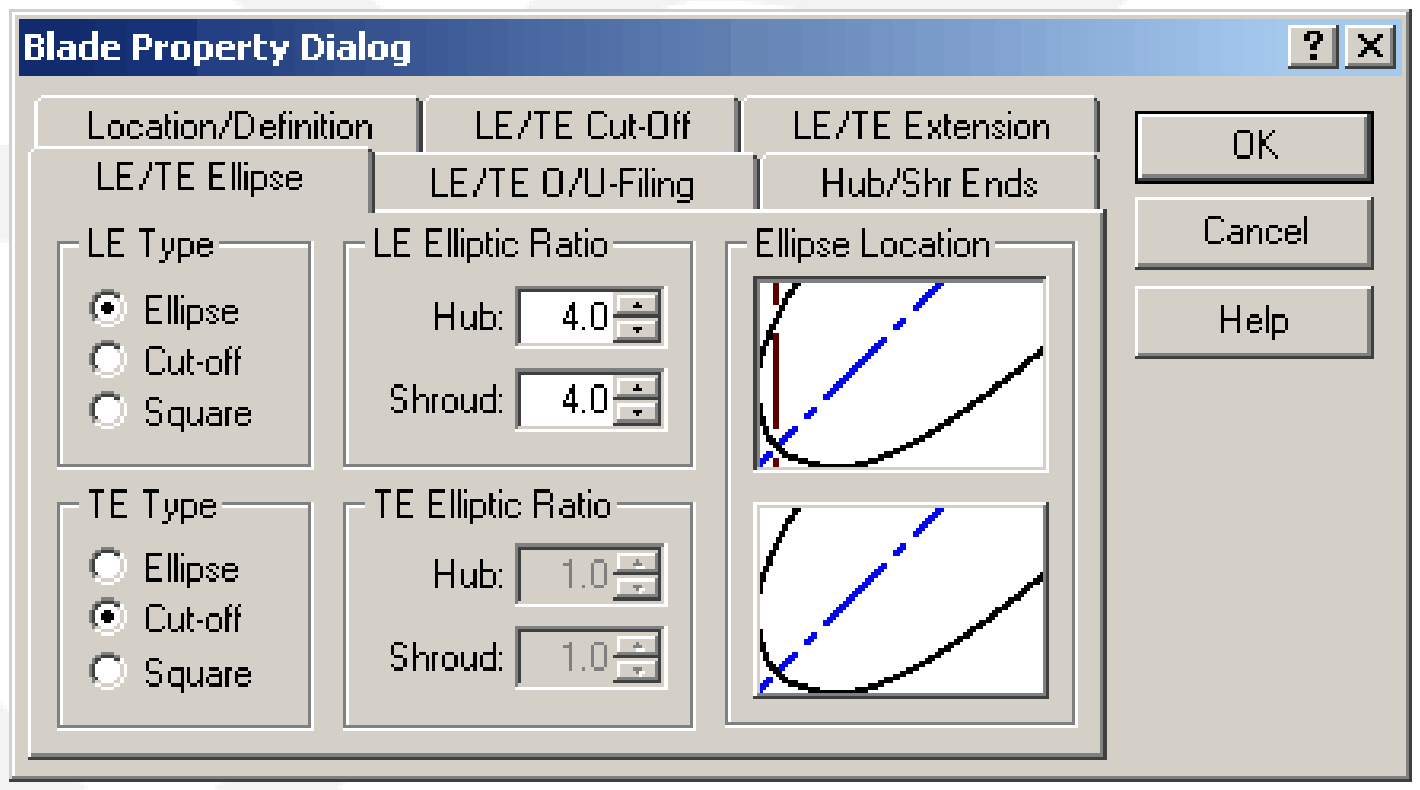 Blade Property Dialog
Location/Definition LE/TE Cut-Off LE/TE Extension
LE/TE Ellipse LE/TE O/U-Filing Hub/Shr Ends
OK
Cancel
Help
LE Type
Ellipse
Cut-off
Square
LE Elliptic Ratio
Hub: 4.0
Shroud: 4.0
Ellipse Location
TE Type
Ellipse
Cut-off
Square
TE Elliptic Ratio
Hub: 1.0
Shroud: 1.0